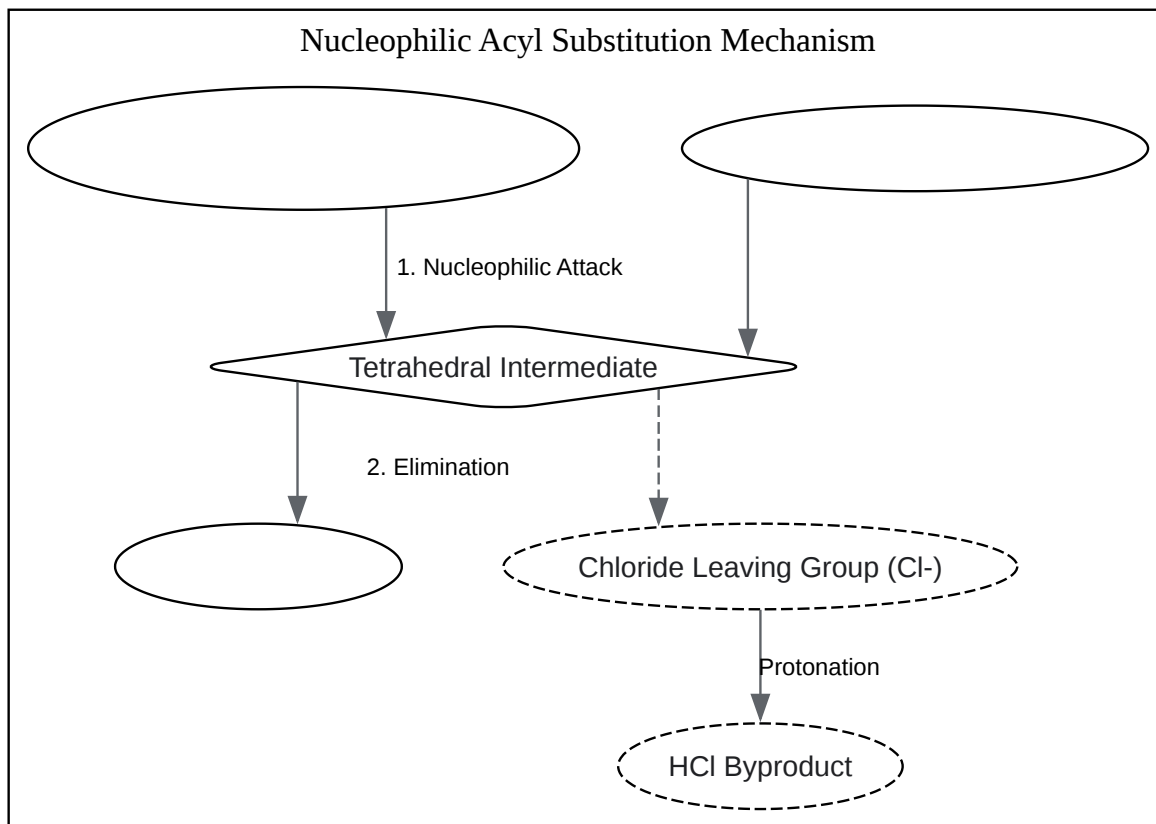 Nucleophilic Acyl Substitution Mechanism
1. Nucleophilic Attack
Tetrahedral Intermediate
2. Elimination
Chloride Leaving Group (Cl-)
Protonation
HCl Byproduct